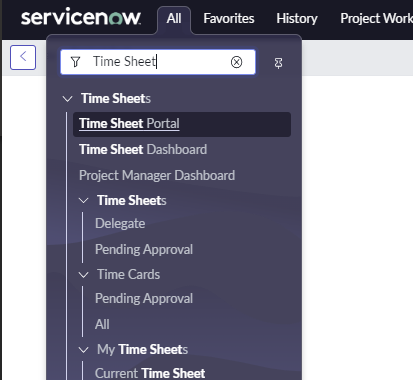 servicenow All Favorites History Project Work
Time Sheet
Time Sheets
Time Sheet Portal
Time Sheet Dashboard
Project Manager Dashboard
Time Sheets
Delegate
Pending Approval
Time Cards
Pending Approval
All
My Time Sheets
Current Time Sheet